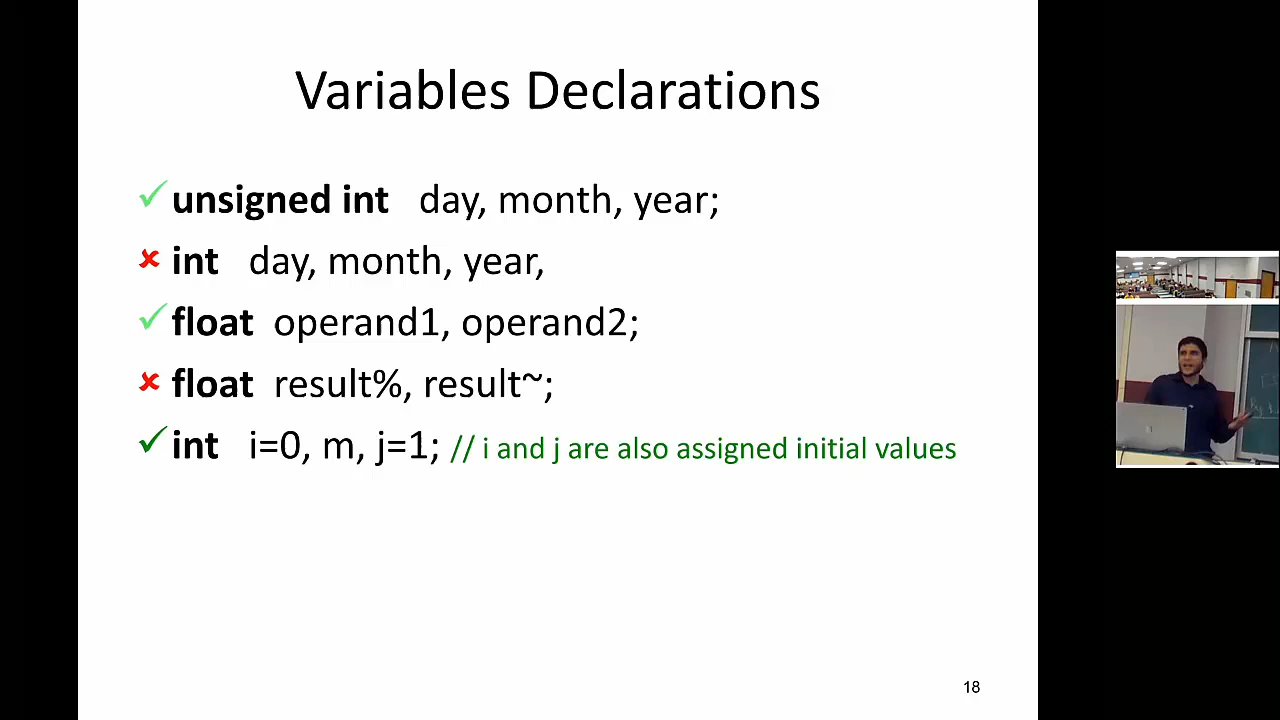 Variables Declarations
✓ unsigned int day, month, year;
✗ int day, month, year,
✓ float operand1, operand2;
✗ float result%, result~;
✓ int i=0, m, j=1; // i and j are also assigned initial values
18